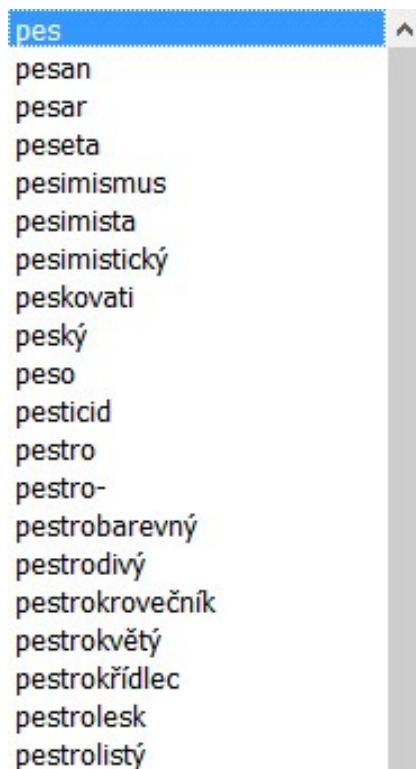 pes
pesan
pesar
peseta
pesimismus
pesimista
pesimistický
peskovati
peský
peso
pesticid
pestro
pestro-
pestrobarevný
pestrodivý
pestrokrovečník
pestrokvětý
pestrokřídlec
pestrolesk
pestrolistý